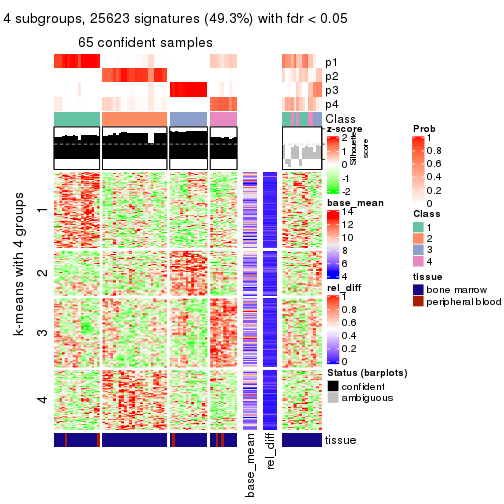 4 subgroups, 25623 signatures (49.3%) with fdr < 0.05
65 confident samples
p1
p2
p3
p4
Class
z-score
2
1
0
-1
-2
Silhouette
score
base_mean
14
12
10
8
6
4
rel_diff
1
0.8
0.6
0.4
0.2
0
Status (barplots)
confident
ambiguous
Prob
1
0.8
0.6
0.4
0.2
0
Class
1
2
3
4
tissue
bone marrow
peripheral blood
k-means with 4 groups
1
2
3
4
tissue
base_mean
rel_diff